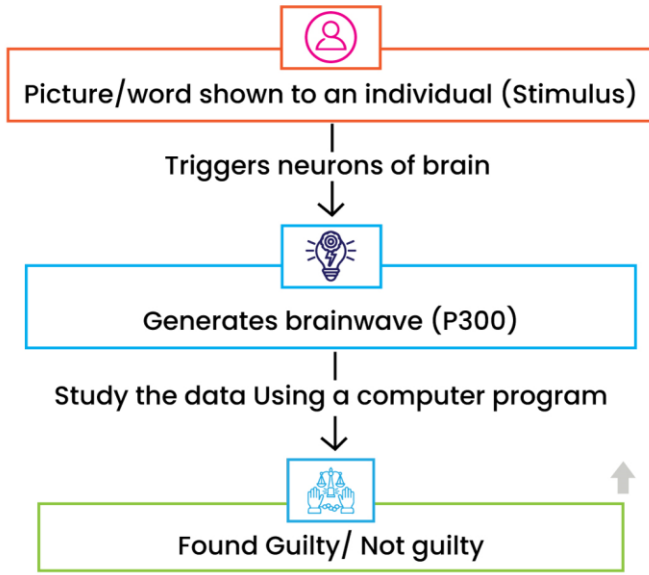 Picture/word shown to an individual (Stimulus)
Triggers neurons of brain
Generates brainwave (P300)
Study the data Using a computer program
Found Guilty/ Not guilty